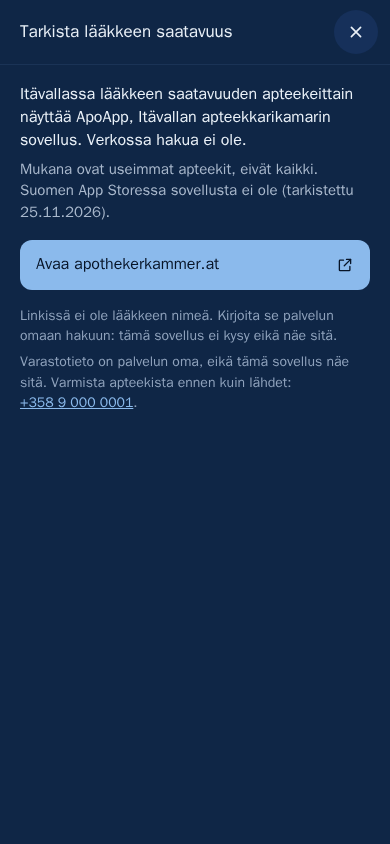 Tarkista lääkkeen saatavuus
Itävallassa lääkkeen saatavuuden apteekeittain
näyttää ApoApp, Itävallan apteekkarikamarin
sovellus. Verkossa hakua ei ole.
Mukana ovat useimmat apteekit, eivät kaikki.
Suomen App Storessa sovellusta ei ole (tarkistettu
25.11.2026).
Avaa apothekerkammer.at
Linkissä ei ole lääkkeen nimeä. Kirjoita se palvelun
omaan hakuun: tämä sovellus ei kysy eikä näe sitä.
Varastotieto on palvelun oma, eikä tämä sovellus näe
sitä. Varmista apteekista ennen kuin lähdet:
+358 9 000 0001.